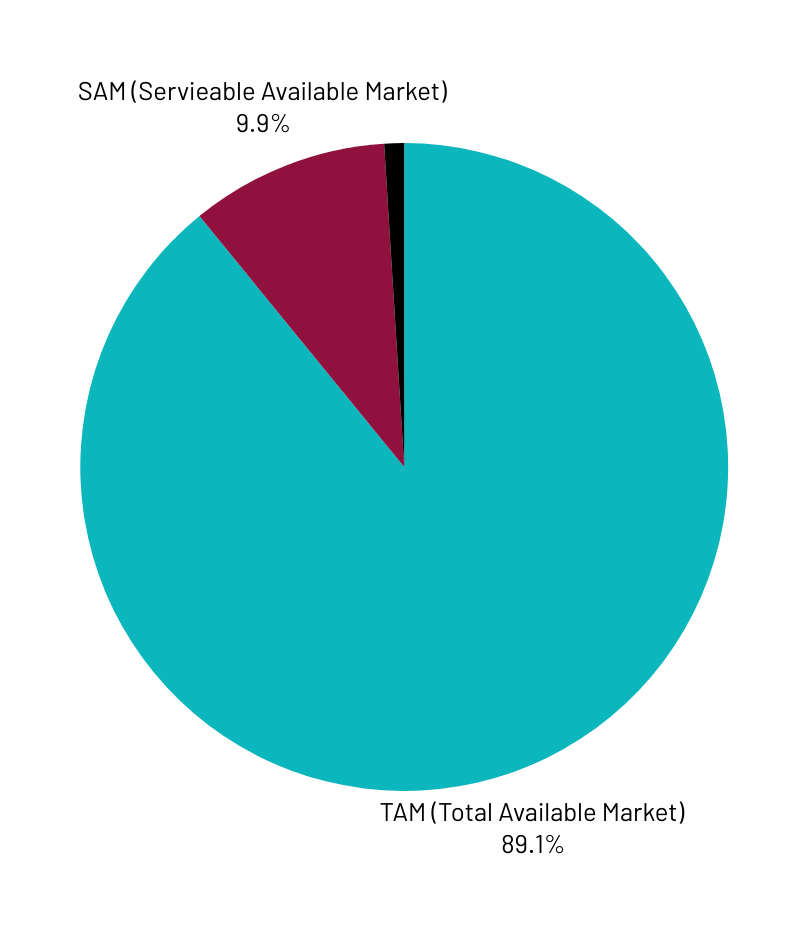 SAM (Servieable Available Market)
9.9%
TAM (Total Available Market)
89.1%